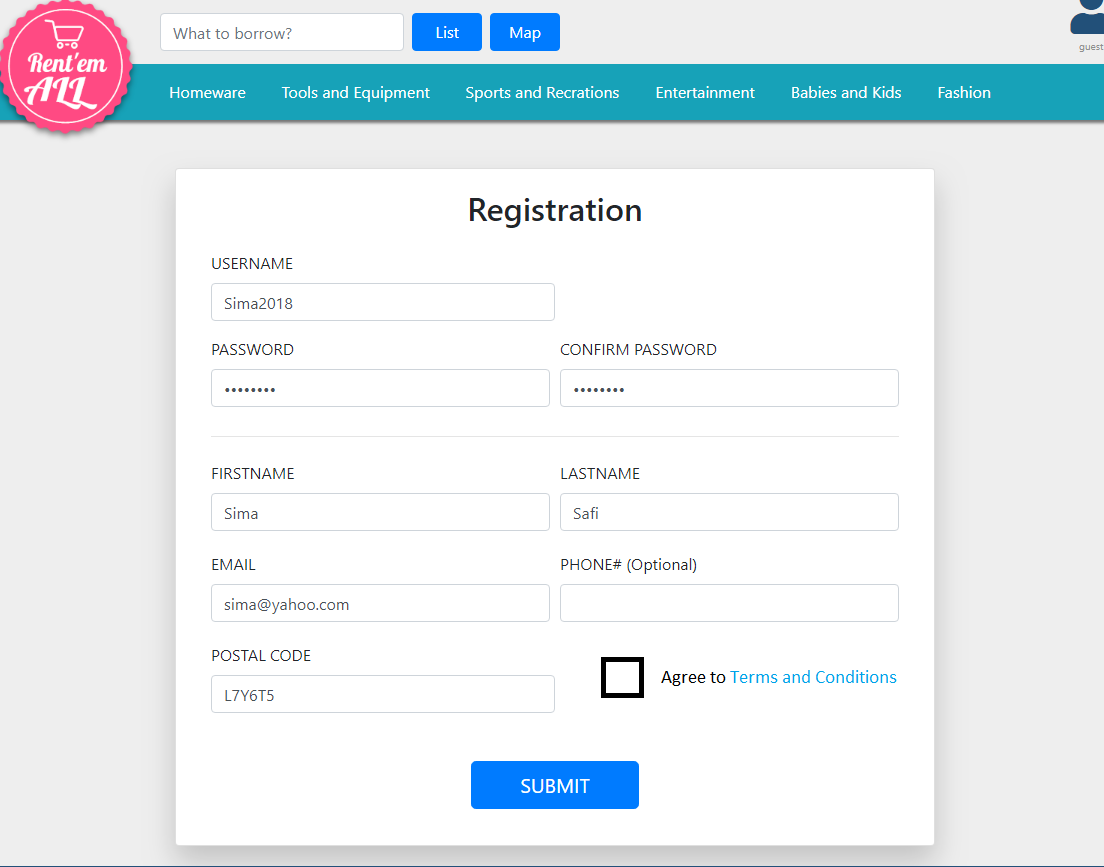 What to borrow? List Map
guest
Rent'em
ALL
Homeware Tools and Equipment Sports and Recrations Entertainment Babies and Kids Fashion
Registration
USERNAME
Sima2018
PASSWORD CONFIRM PASSWORD
•••••••• ••••••••
FIRSTNAME LASTNAME
Sima Safi
EMAIL PHONE# (Optional)
sima@yahoo.com
POSTAL CODE
Agree to Terms and Conditions
L7Y6T5
SUBMIT